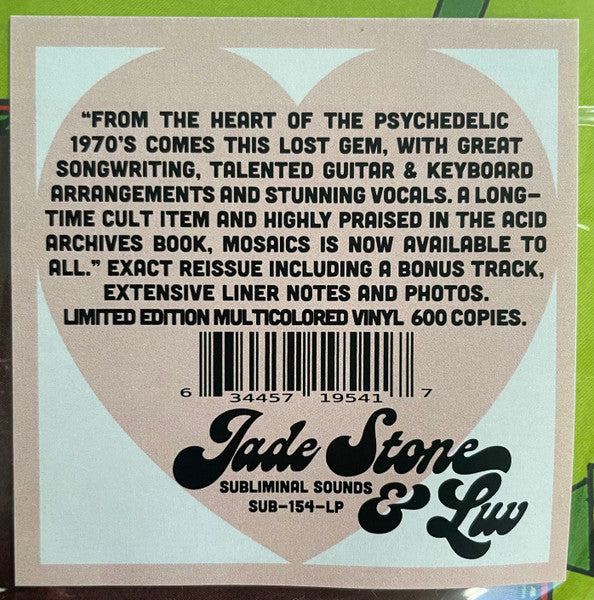 “FROM THE HEART OF THE PSYCHEDELIC
1970'S COMES THIS LOST GEM, WITH GREAT
SONGWRITING, TALENTED GUITAR & KEYBOARD
ARRANGEMENTS AND STUNNING VOCALS. A LONG-
TIME CULT ITEM AND HIGHLY PRAISED IN THE ACID
ARCHIVES BOOK, MOSAICS IS NOW AVAILABLE TO
ALL.” EXACT REISSUE INCLUDING A BONUS TRACK,
EXTENSIVE LINER NOTES AND PHOTOS.
LIMITED EDITION MULTICOLORED VINYL 600 COPIES.
6 34457 19541 7
Jade Stone
& Luv
SUBLIMINAL SOUNDS
SUB-154-LP